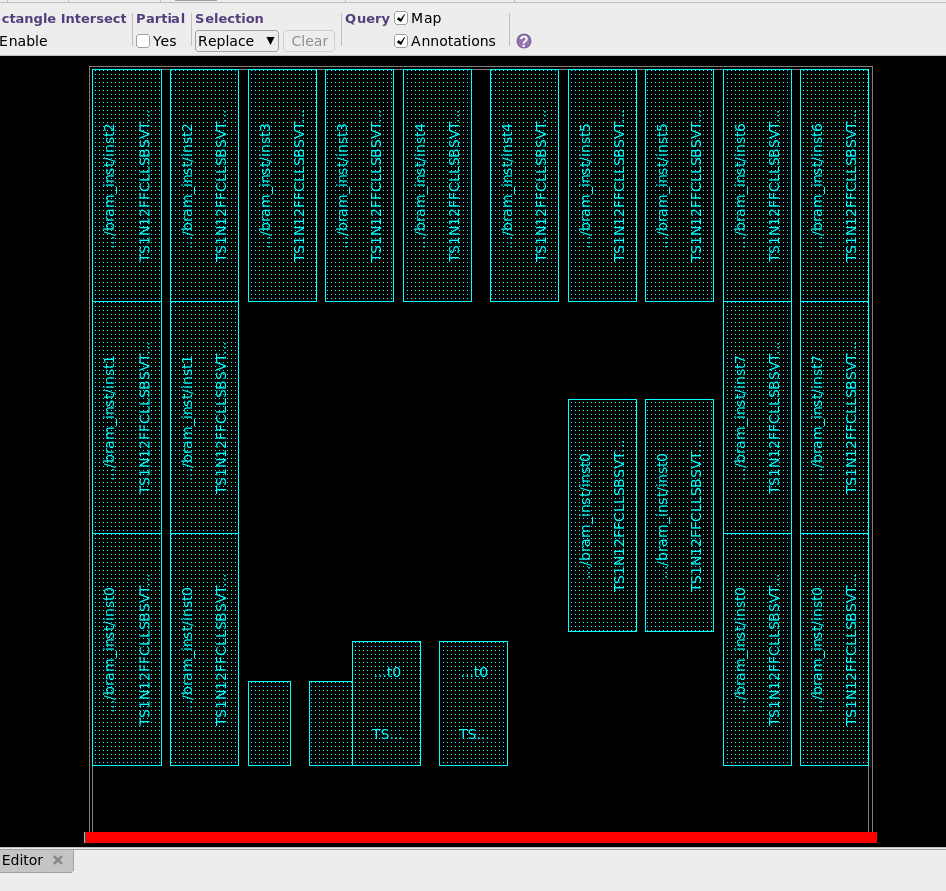 ctangle Intersect Partial Selection Query Map
Enable Yes Replace ▼ Clear Annotations ?
.../bram_inst/inst2
TS1N12FFCLLSBSVT...
.../bram_inst/inst2
TS1N12FFCLLSBSVT...
.../bram_inst/inst3
TS1N12FFCLLSBSVT...
.../bram_inst/inst3
TS1N12FFCLLSBSVT...
.../bram_inst/inst4
TS1N12FFCLLSBSVT...
.../bram_inst/inst4
TS1N12FFCLLSBSVT...
.../bram_inst/inst5
TS1N12FFCLLSBSVT...
.../bram_inst/inst5
TS1N12FFCLLSBSVT...
.../bram_inst/inst6
TS1N12FFCLLSBSVT...
.../bram_inst/inst6
TS1N12FFCLLSBSVT...
.../bram_inst/inst1
TS1N12FFCLLSBSVT...
.../bram_inst/inst1
TS1N12FFCLLSBSVT...
.../bram_inst/inst7
TS1N12FFCLLSBSVT...
.../bram_inst/inst7
TS1N12FFCLLSBSVT...
.../bram_inst/inst0
TS1N12FFCLLSBSVT...
.../bram_inst/inst0
TS1N12FFCLLSBSVT...
.../bram_inst/inst0
TS1N12FFCLLSBSVT...
.../bram_inst/inst0
TS1N12FFCLLSBSVT...
...t0
TS...
...t0
TS...
.../bram_inst/inst0
TS1N12FFCLLSBSVT...
.../bram_inst/inst0
TS1N12FFCLLSBSVT...
Editor